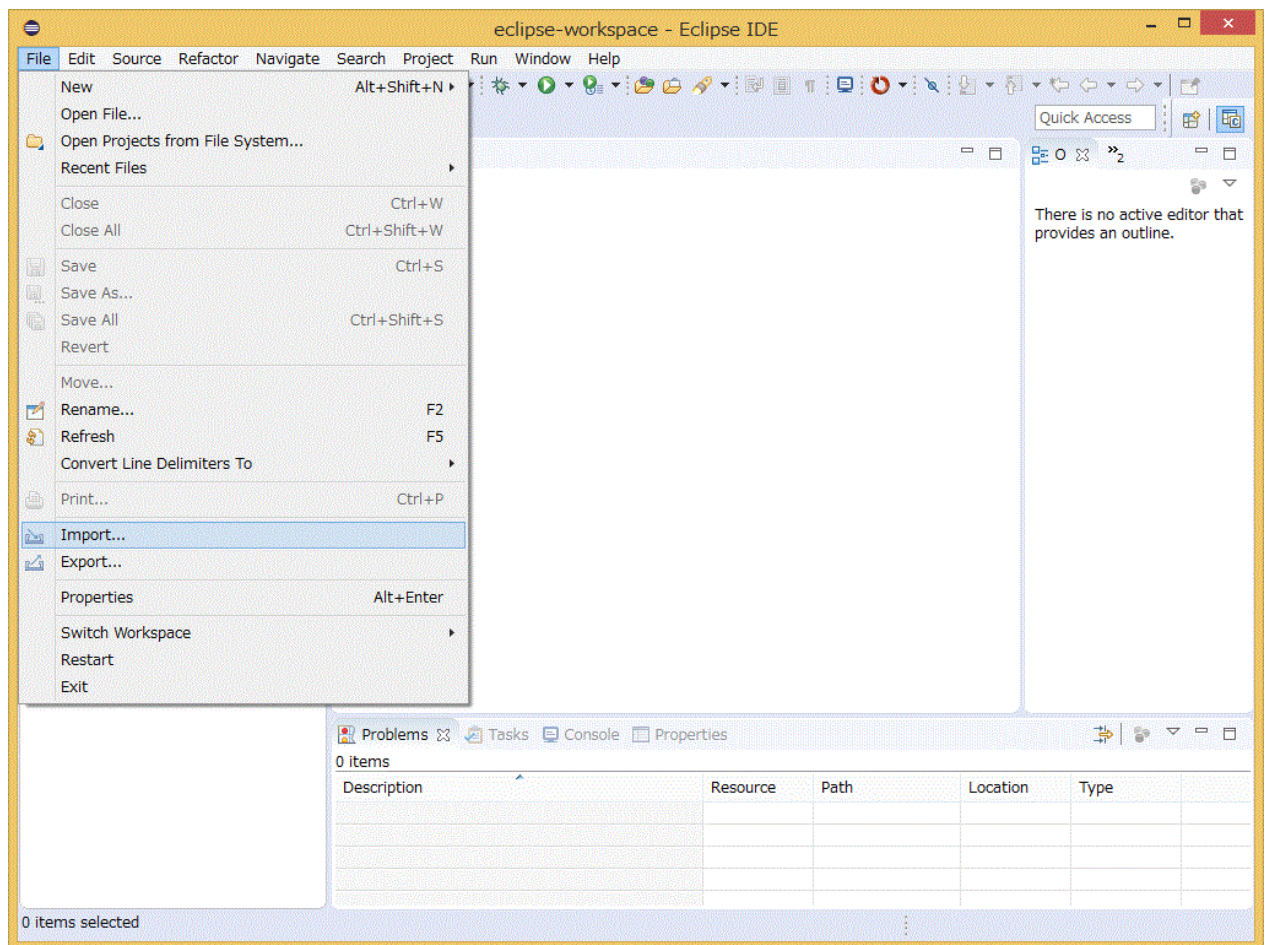 eclipse-workspace - Eclipse IDE
File Edit Source Refactor Navigate Search Project Run Window Help
New Alt+Shift+N
Open File...
Open Projects from File System...
Recent Files
Close Ctrl+W
Close All Ctrl+Shift+W
Save Ctrl+S
Save As...
Save All Ctrl+Shift+S
Revert
Move...
Rename... F2
Refresh F5
Convert Line Delimiters To
Print... Ctrl+P
Import...
Export...
Properties Alt+Enter
Switch Workspace
Restart
Exit
Quick Access
O »2
There is no active editor that
provides an outline.
Problems Tasks Console Properties
0 items
Description Resource Path Location Type
0 items selected